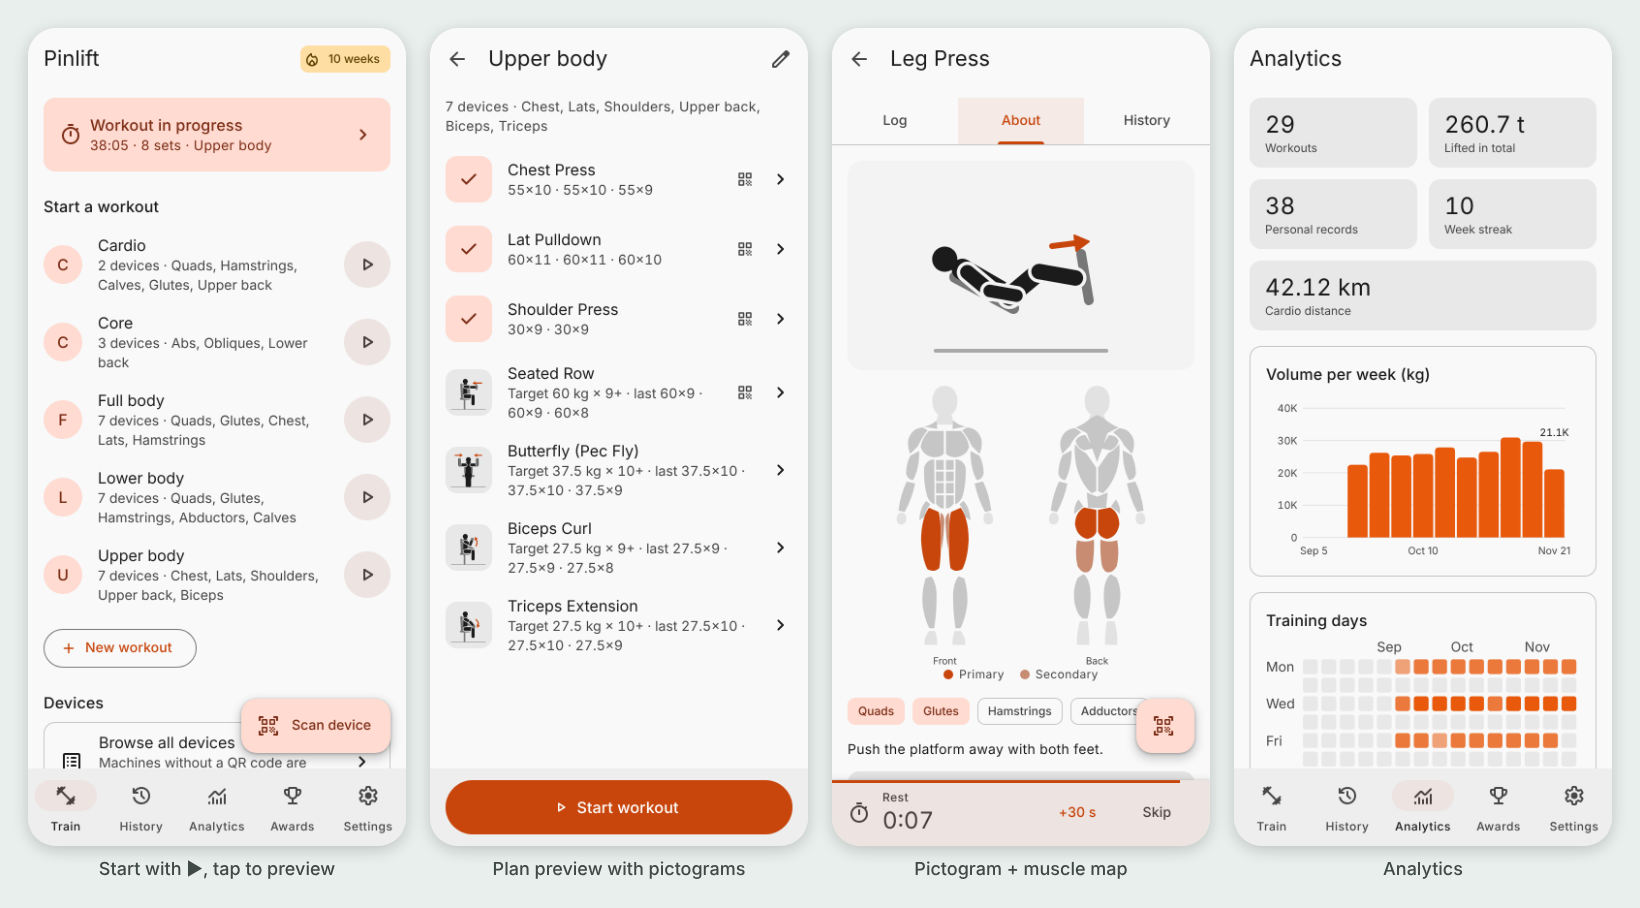 Pinlift
10 weeks
Workout in progress
38:05 · 8 sets · Upper body
Start a workout
C
Cardio
2 devices · Quads, Hamstrings,
Calves, Glutes, Upper back
C
Core
3 devices · Abs, Obliques, Lower
back
F
Full body
7 devices · Quads, Glutes, Chest,
Lats, Hamstrings
L
Lower body
7 devices · Quads, Glutes,
Hamstrings, Abductors, Calves
U
Upper body
7 devices · Chest, Lats, Shoulders,
Upper back, Biceps
+ New workout
Devices
Scan device
Browse all devices
Machines without a QR code are
Train
History
Analytics
Awards
Settings
Start with ▶, tap to preview
Upper body
7 devices · Chest, Lats, Shoulders, Upper back,
Biceps, Triceps
Chest Press
55×10 · 55×10 · 55×9
Lat Pulldown
60×11 · 60×11 · 60×10
Shoulder Press
30×9 · 30×9
Seated Row
Target 60 kg × 9+ · last 60×9 ·
60×9 · 60×8
Butterfly (Pec Fly)
Target 37.5 kg × 10+ · last 37.5×10 ·
37.5×10 · 37.5×9
Biceps Curl
Target 27.5 kg × 9+ · last 27.5×9 ·
27.5×9 · 27.5×8
Triceps Extension
Target 27.5 kg × 10+ · last 27.5×10 ·
27.5×10 · 27.5×9
Start workout
Plan preview with pictograms
Leg Press
Log
About
History
Front
Back
Primary
Secondary
Quads
Glutes
Hamstrings
Adductors
Push the platform away with both feet.
Rest
0:07
+30 s
Skip
Pictogram + muscle map
Analytics
29
Workouts
260.7 t
Lifted in total
38
Personal records
10
Week streak
42.12 km
Cardio distance
Volume per week (kg)
40K
30K
20K
10K
0
21.1K
Sep 5
Oct 10
Nov 21
Training days
Sep
Oct
Nov
Mon
Wed
Fri
Train
History
Analytics
Awards
Settings
Analytics